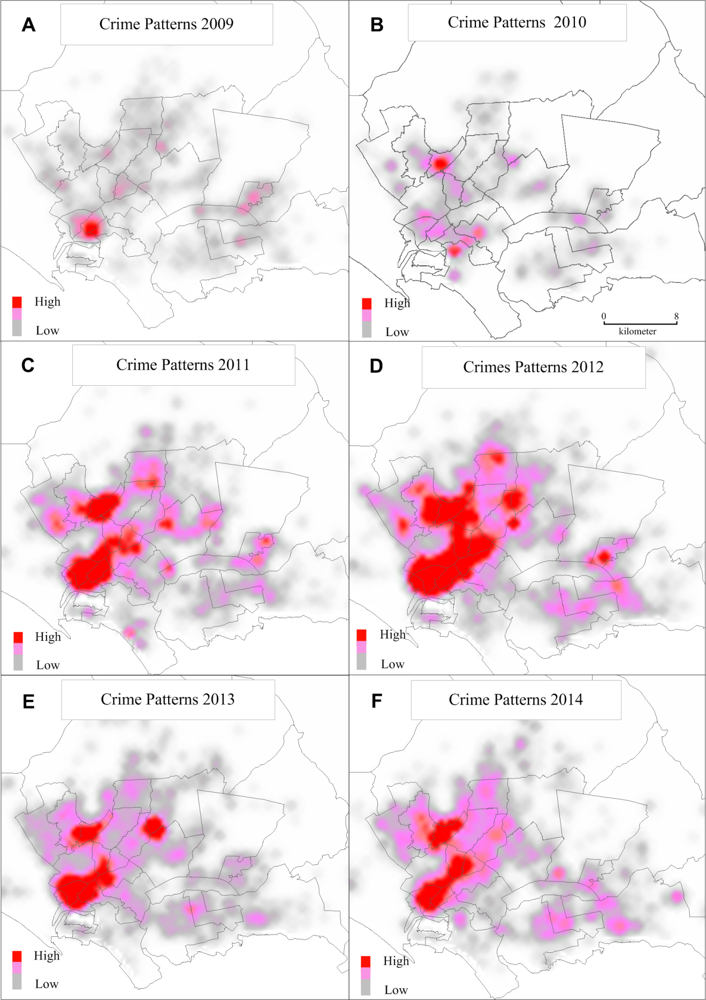 A
Crime Patterns 2009
High
Low
B
Crime Patterns 2010
High
Low
0 8
kilometer
C
Crime Patterns 2011
High
Low
D
Crimes Patterns 2012
High
Low
E
Crime Patterns 2013
High
Low
F
Crime Patterns 2014
High
Low